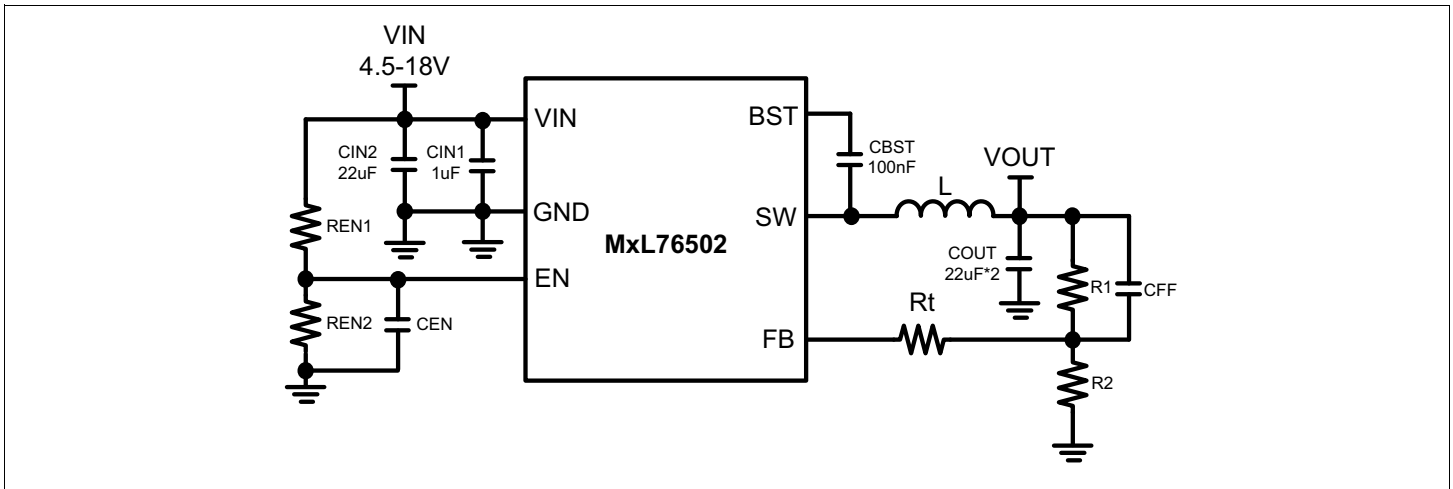 VIN
4.5-18V
VIN
BST
CIN2
22uF
CIN1
1uF
CBST
100nF
VOUT
L
GND
SW
REN1
MxL76502
COUT
22uF*2
R1
CFF
EN
Rt
REN2
CEN
FB
R2